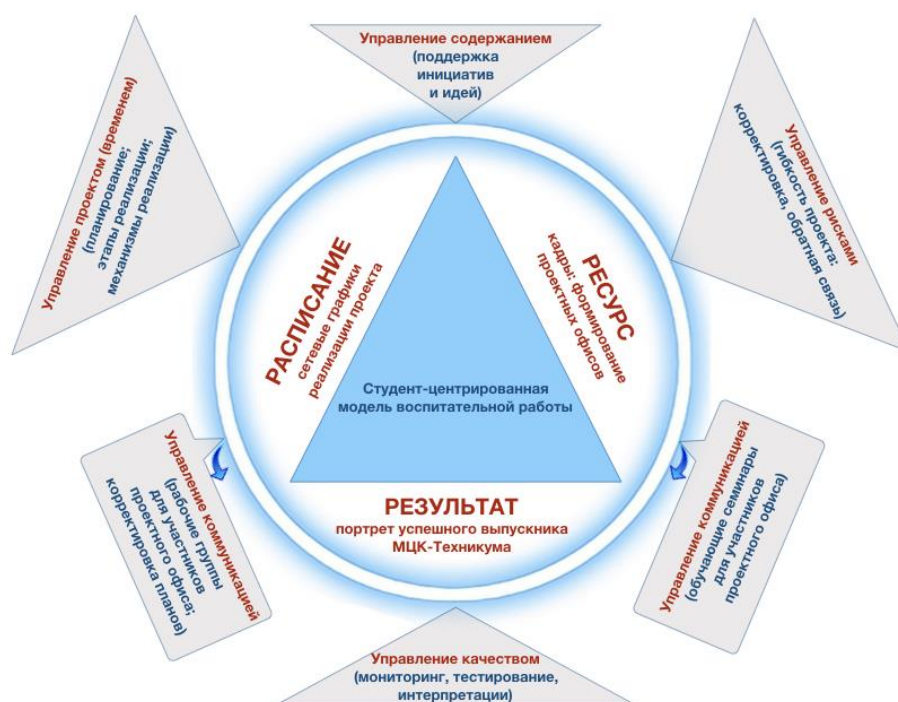 Управление содержанием
(поддержка
инициатив
и идей)
Управление проектом (временем)
(планирование;
этапы реализации;
механизмы реализации)
Управление рисками
(гибкость проекта:
корректировка, обратная связь)
РАСПИСАНИЕ
сетевые графики
реализации проекта
РЕСУРС
кадры: формирование
проектных офисов
Студент-центрированная
модель воспитательной работы
РЕЗУЛЬТАТ
портрет успешного выпускника
МЦК-Техникума
Управление коммуникацией
(рабочие группы
для участников
проектного офиса;
корректировка планов)
Управление коммуникацией
(обучающие семинары
для участников
проектного офиса)
Управление качеством
(мониторинг, тестирование,
интерпретации)